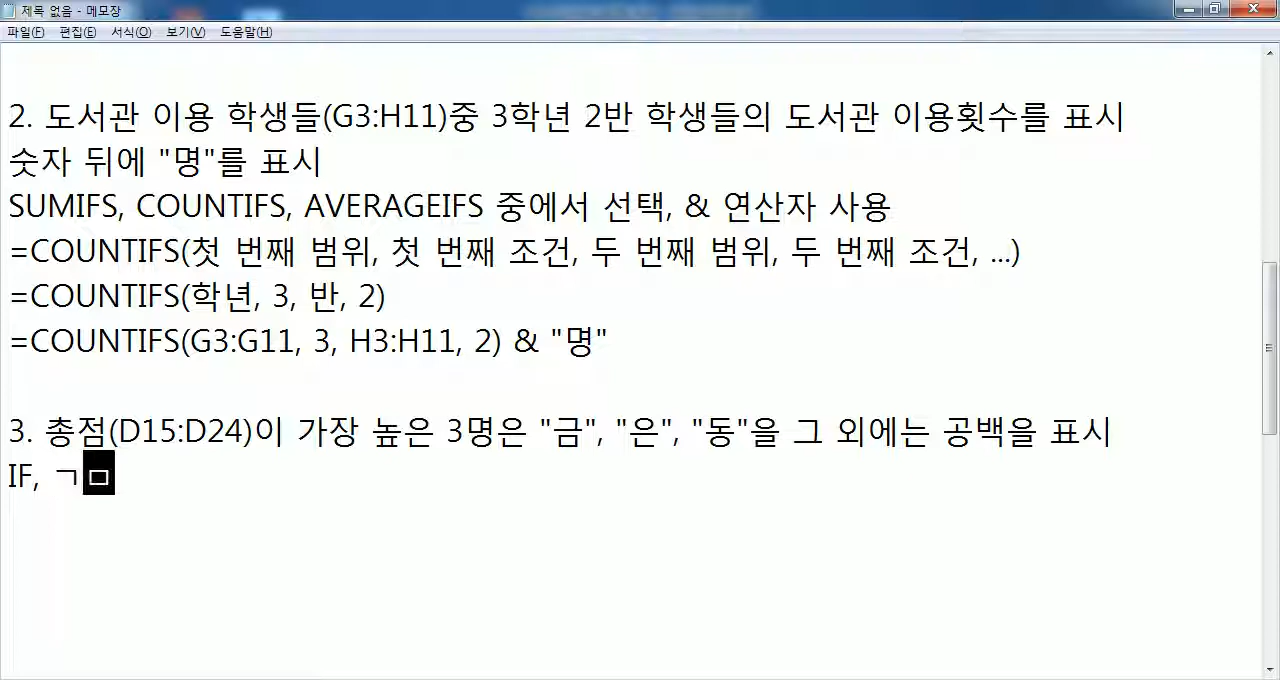 제목 없음 - 메모장
파일(F) 편집(E) 서식(O) 보기(V) 도움말(H)
2. 도서관 이용 학생들(G3:H11)중 3학년 2반 학생들의 도서관 이용횟수를 표시
숫자 뒤에 "명"를 표시
SUMIFS, COUNTIFS, AVERAGEIFS 중에서 선택, & 연산자 사용
=COUNTIFS(첫 번째 범위, 첫 번째 조건, 두 번째 범위, 두 번째 조건, ...)
=COUNTIFS(학년, 3, 반, 2)
=COUNTIFS(G3:G11, 3, H3:H11, 2) & "명"
3. 총점(D15:D24)이 가장 높은 3명은 "금", "은", "동"을 그 외에는 공백을 표시
IF, ㄱㅁ